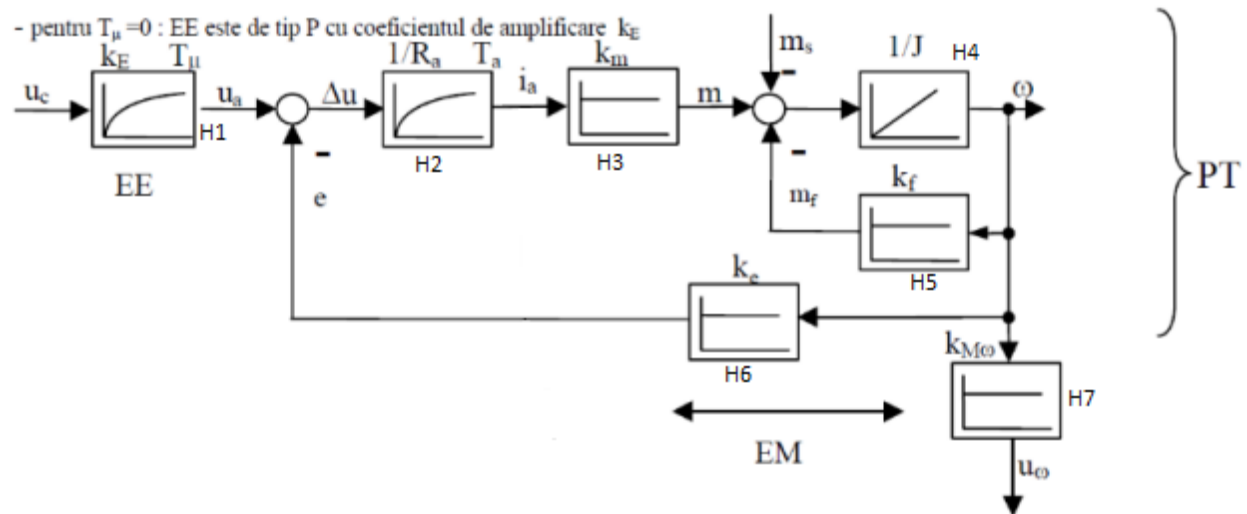 - pentru Tμ =0 : EE este de tip P cu coeficientul de amplificare kE
kE Tμ
1/Ra Ta
km
ms
-
1/J
H4
uc
ua
Δu
ia
m
ω
H1
H2
H3
-
-
EE
e
mf
kf
H5
PT
ke
kMω
H6
H7
EM
uω